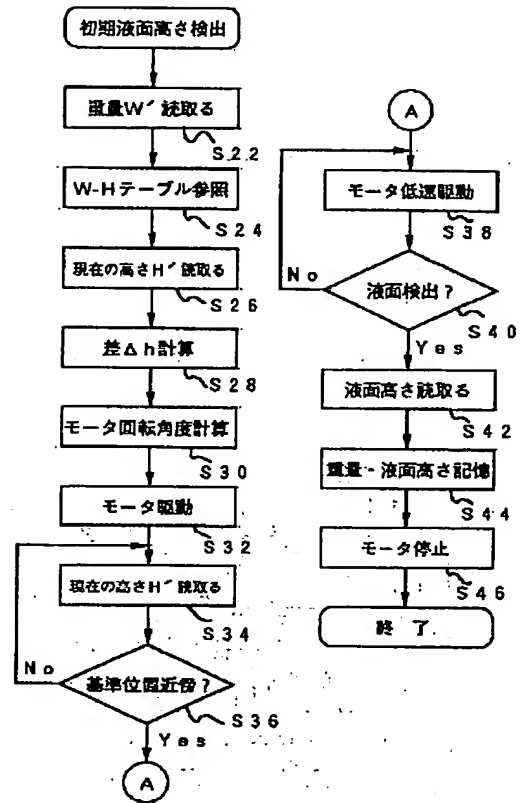 初期液面高さ検出
重量W′読取る
S22
W-Hテーブル参照
S24
現在の高さH′読取る
S26
差Δh計算
S28
モータ回転角度計算
S30
モータ駆動
S32
現在の高さH′読取る
S34
No
基準位置近傍?
S36
Yes
A
A
モータ低速駆動
S38
No
液面検出?
S40
Yes
液面高さ読取る
S42
重量-液面高さ記憶
S44
モータ停止
S46
終了